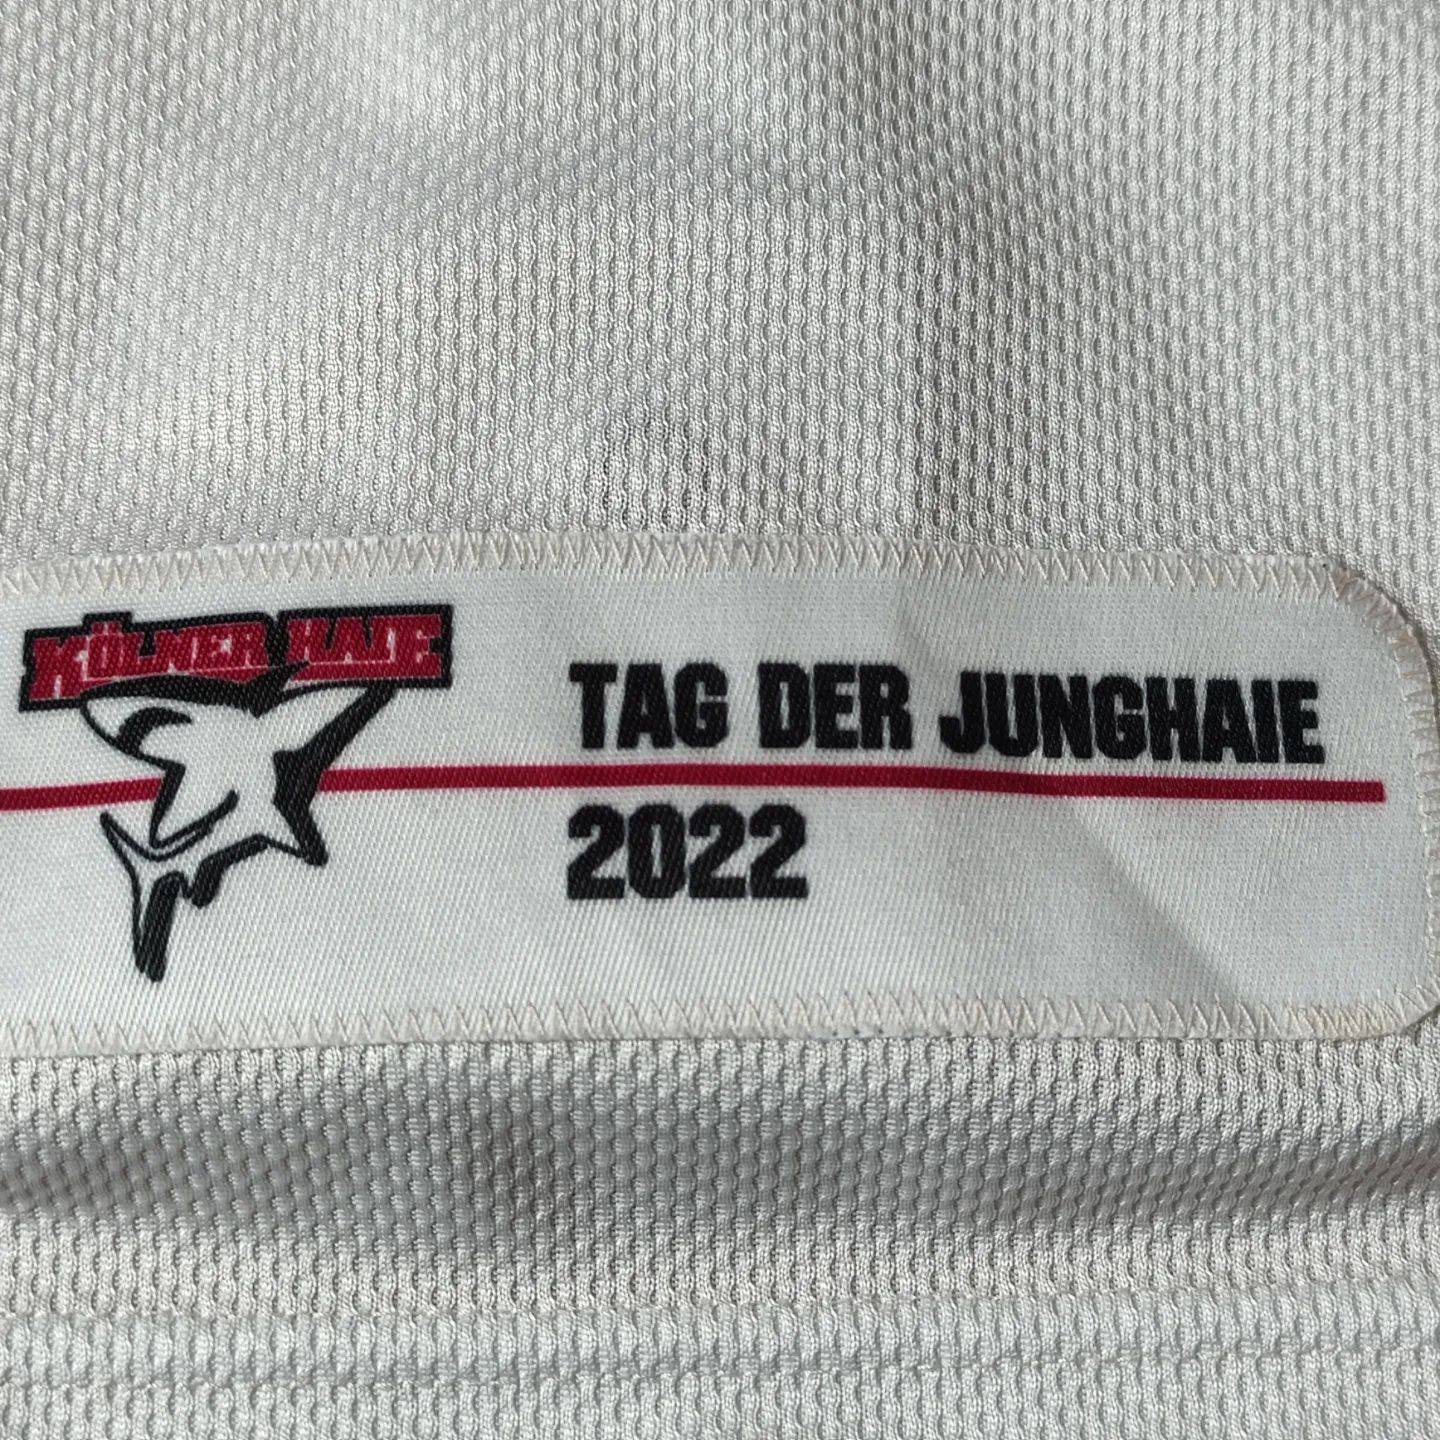 KÖLNER HAIE
TAG DER JUNGHAIE
2022